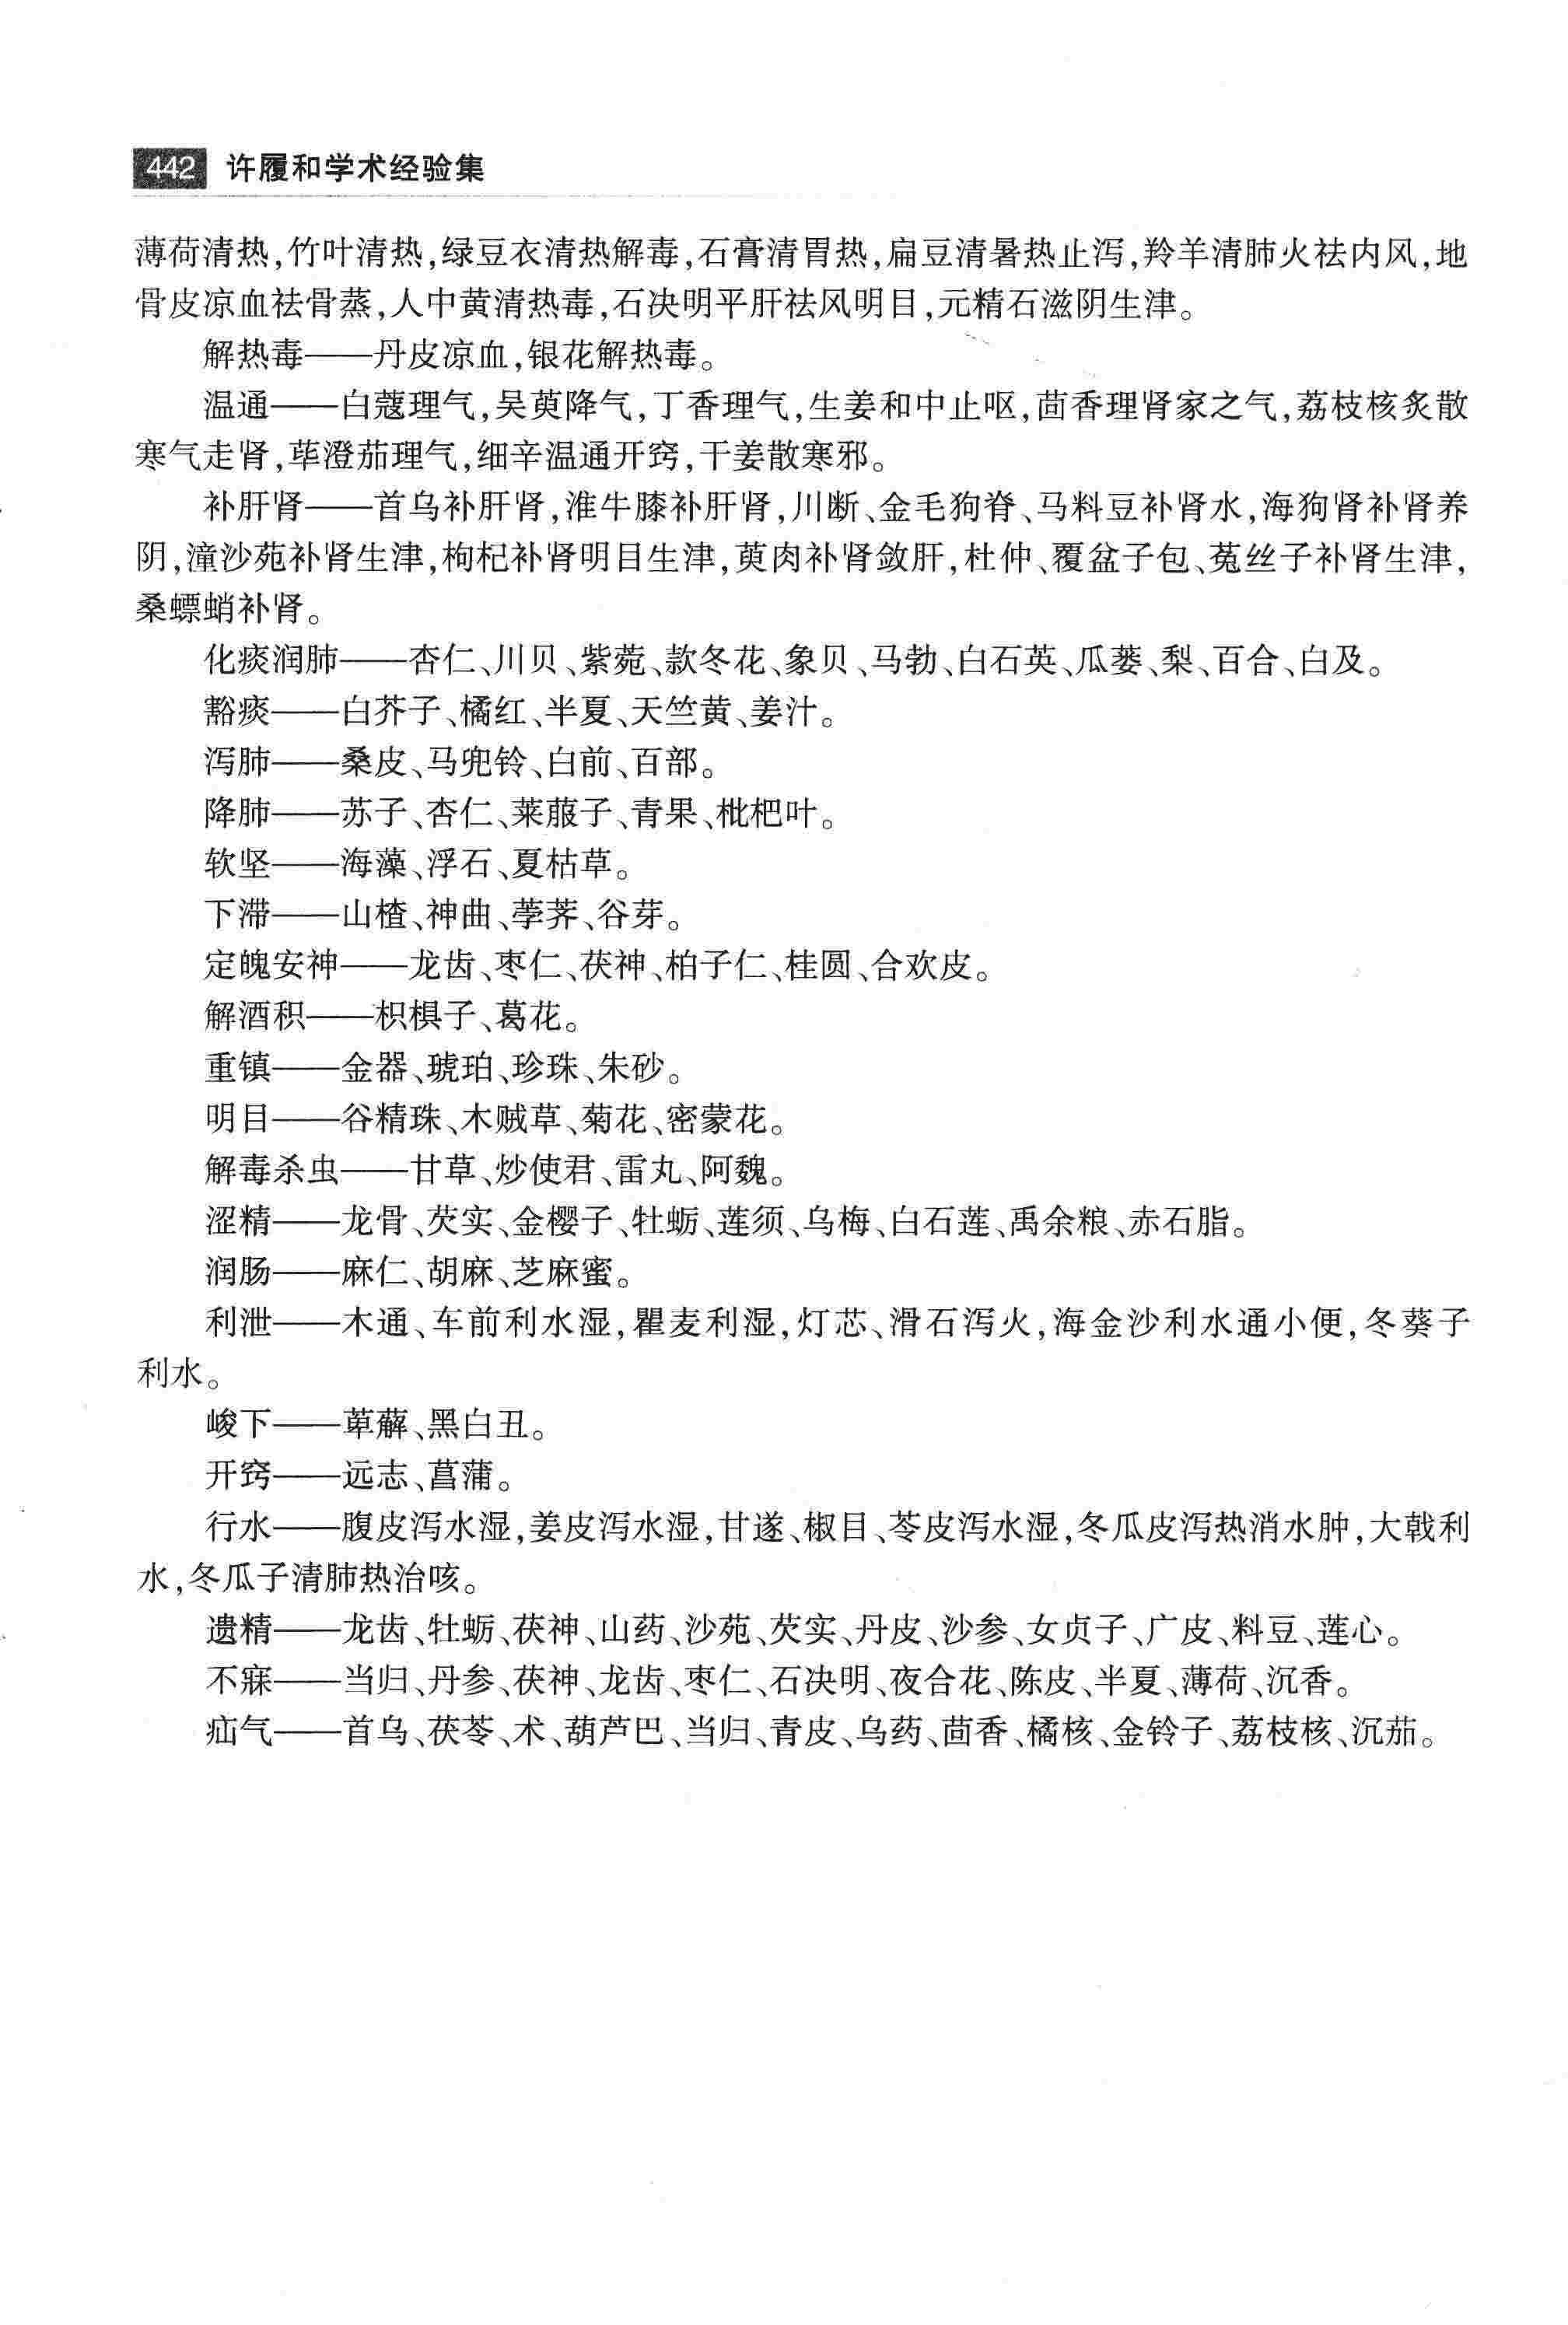 442 许履和学术经验集
薄荷清热,竹叶清热,绿豆衣清热解毒,石膏清胃热,扁豆清暑热止泻,羚羊清肺火祛内风,地
骨皮凉血祛骨蒸,人中黄清热毒,石决明平肝祛风明目,元精石滋阴生津。
解热毒——丹皮凉血,银花解热毒。
温通——白蔻理气,吴萸降气,丁香理气,生姜和中止呕,茴香理肾家之气,荔枝核炙散
寒气走肾,荜澄茄理气,细辛温通开窍,干姜散寒邪。
补肝肾——首乌补肝肾,淮牛膝补肝肾,川断、金毛狗脊、马料豆补肾水,海狗肾补肾养
阴,潼沙苑补肾生津,枸杞补肾明目生津,萸肉补肾敛肝,杜仲、覆盆子包、菟丝子补肾生津,
桑螵蛸补肾。
化痰润肺——杏仁、川贝、紫菀、款冬花、象贝、马勃、白石英、瓜蒌、梨、百合、白及。
豁痰——白芥子、橘红、半夏、天竺黄、姜汁。
泻肺——桑皮、马兜铃、白前、百部。
降肺——苏子、杏仁、莱菔子、青果、枇杷叶。
软坚——海藻、浮石、夏枯草。
下滞——山楂、神曲、荸荠、谷芽。
定魄安神——龙齿、枣仁、茯神、柏子仁、桂圆、合欢皮。
解酒积——枳椇子、葛花。
重镇——金器、琥珀、珍珠、朱砂。
明目——谷精珠、木贼草、菊花、密蒙花。
解毒杀虫——甘草、炒使君、雷丸、阿魏。
涩精——龙骨、芡实、金樱子、牡蛎、莲须、乌梅、白石莲、禹余粮、赤石脂。
润肠——麻仁、胡麻、芝麻蜜。
利泄——木通、车前利水湿,瞿麦利湿,灯芯、滑石泻火,海金沙利水通小便,冬葵子
利水。
峻下——萆薢、黑白丑。
开窍——远志、菖蒲。
行水——腹皮泻水湿,姜皮泻水湿,甘遂、椒目、苓皮泻水湿,冬瓜皮泻热消水肿,大戟利
水,冬瓜子清肺热治咳。
遗精——龙齿、牡蛎、茯神、山药、沙苑、芡实、丹皮、沙参、女贞子、广皮、料豆、莲心。
不寐——当归、丹参、茯神、龙齿、枣仁、石决明、夜合花、陈皮、半夏、薄荷、沉香。
疝气——首乌、茯苓、术、葫芦巴、当归、青皮、乌药、茴香、橘核、金铃子、荔枝核、沉茄。